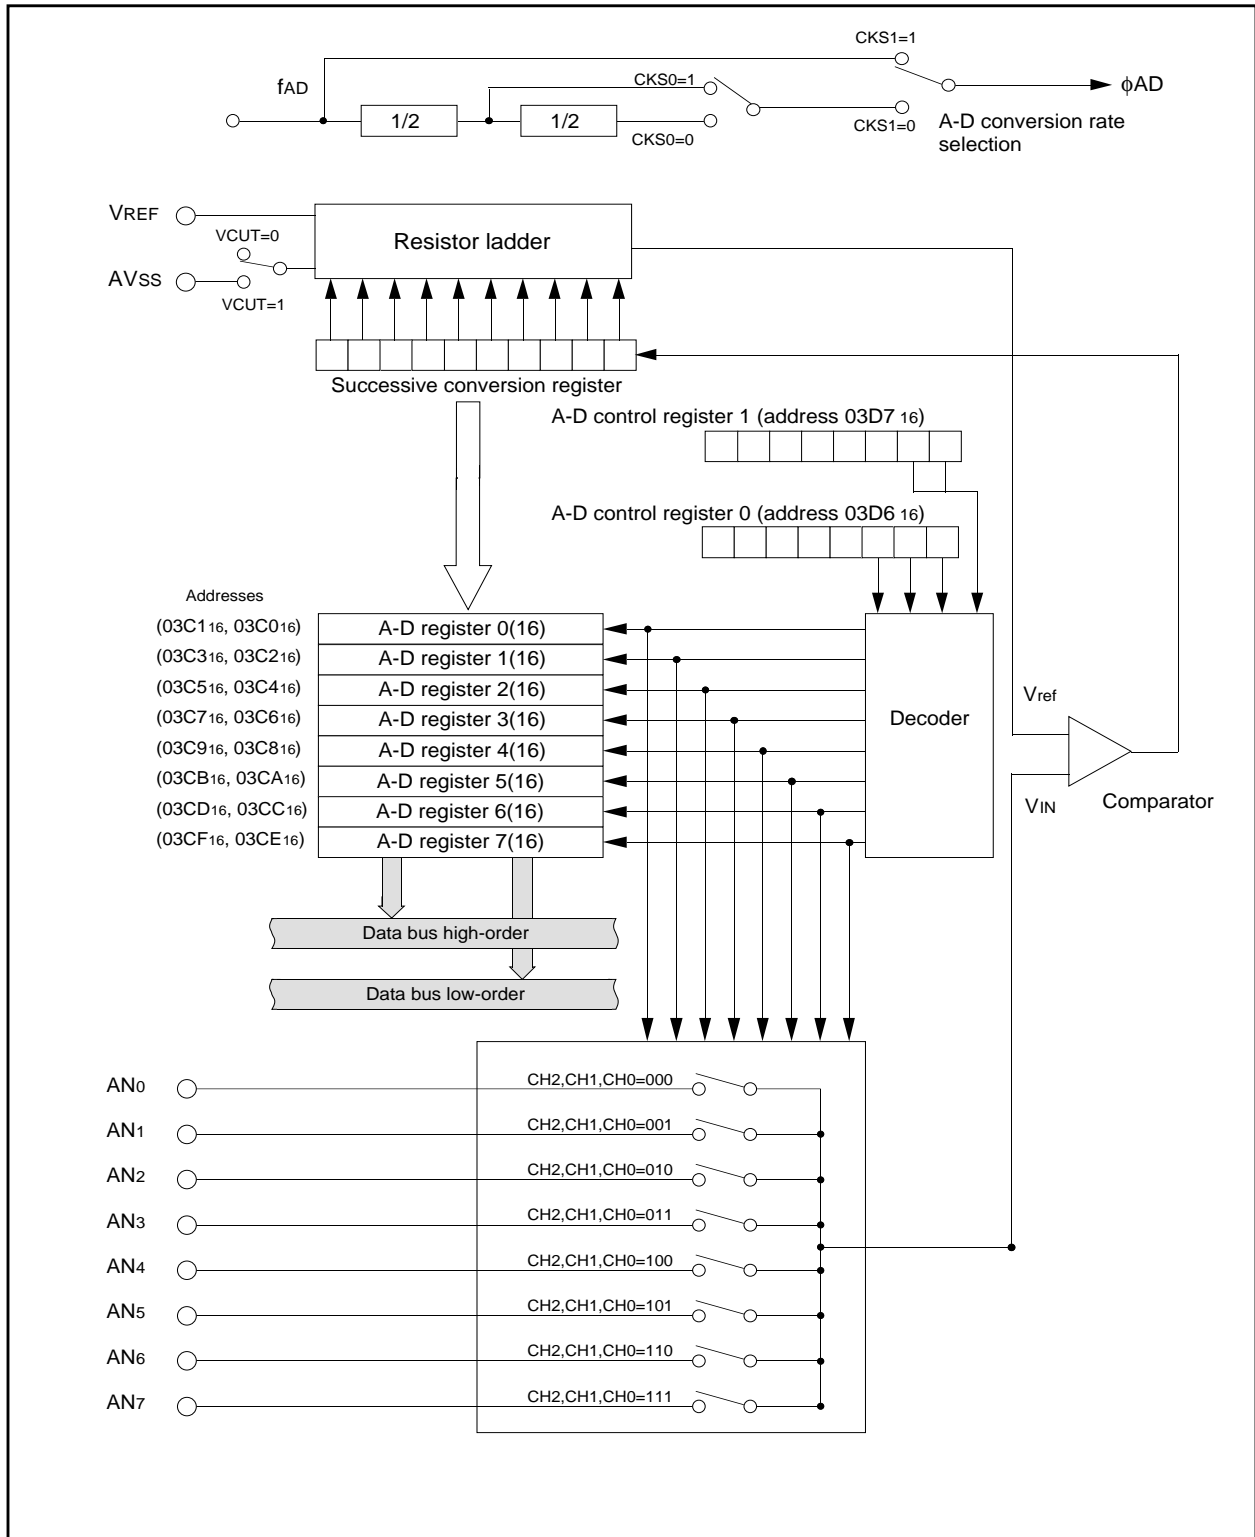 CKS1=1
fAD
CKS0=1
φAD
1/2
1/2
CKS0=0
CKS1=0
A-D conversion rate
selection
VREF
VCUT=0
Resistor ladder
AVSS
VCUT=1
Successive conversion register
A-D control register 1 (address 03D7 16)
A-D control register 0 (address 03D6 16)
Addresses
(03C116, 03C016)
A-D register 0(16)
(03C316, 03C216)
A-D register 1(16)
(03C516, 03C416)
A-D register 2(16)
(03C716, 03C616)
A-D register 3(16)
(03C916, 03C816)
A-D register 4(16)
(03CB16, 03CA16)
A-D register 5(16)
(03CD16, 03CC16)
A-D register 6(16)
(03CF16, 03CE16)
A-D register 7(16)
Decoder
Vref
VIN
Comparator
Data bus high-order
Data bus low-order
AN0
CH2,CH1,CH0=000
AN1
CH2,CH1,CH0=001
AN2
CH2,CH1,CH0=010
AN3
CH2,CH1,CH0=011
AN4
CH2,CH1,CH0=100
AN5
CH2,CH1,CH0=101
AN6
CH2,CH1,CH0=110
AN7
CH2,CH1,CH0=111